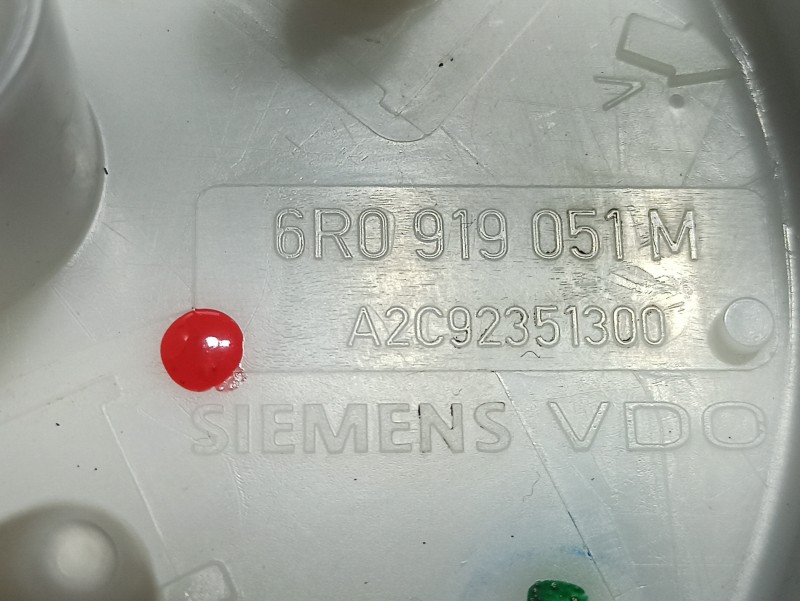 6R0 919 051 M
A2C92351300
SIEMENS VDO